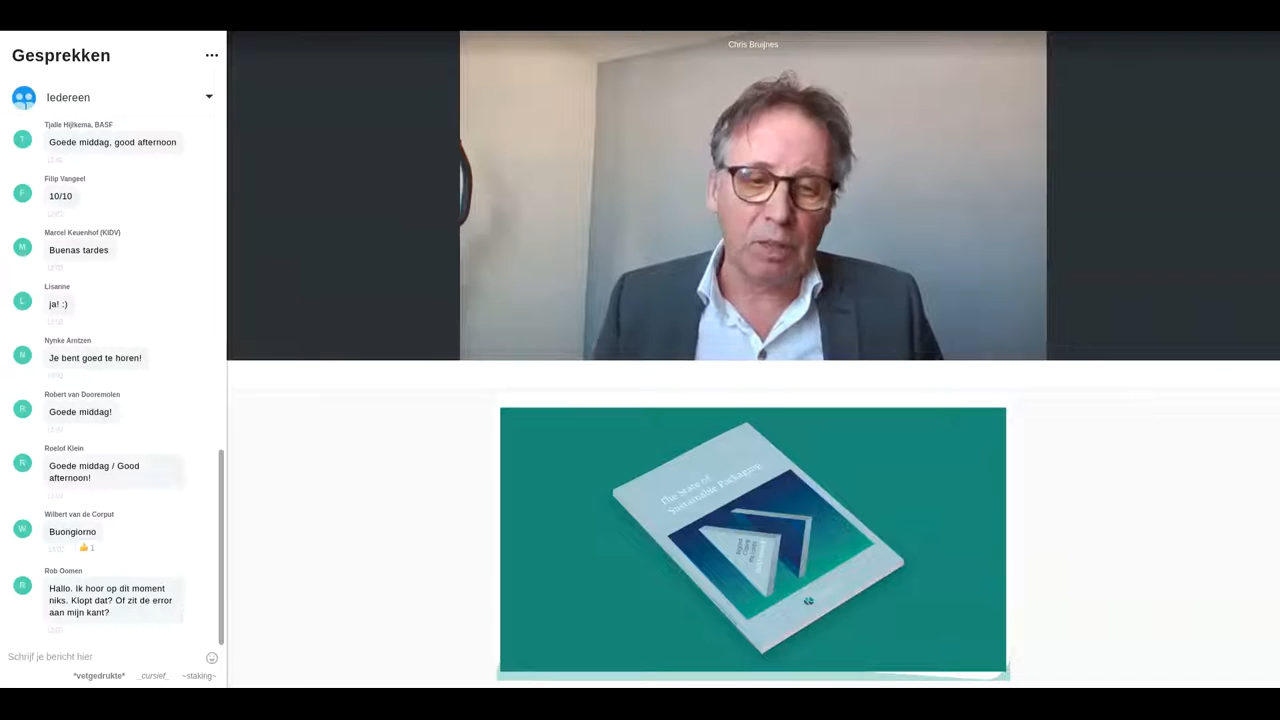 Gesprekken
Iedereen
Tjalle Hijlkema, BASF
T
Goede middag, good afternoon
Filip Vangeel
F
10/10
Marcel Keuenhof (KIDV)
M
Buenas tardes
Lisanne
L
ja! :)
Nynke Arntzen
N
Je bent goed te horen!
Robert van Dooremolen
R
Goede middag!
Roelof Klein
R
Goede middag / Good
afternoon!
Wilbert van de Corput
W
Buongiorno
1
Rob Oomen
R
Hallo. Ik hoor op dit moment
niks. Klopt dat? Of zit de error
aan mijn kant?
Schrijf je bericht hier
*vetgedrukte* _cursief_ ~staking~
Chris Bruijnes
The State of
Sustainable Packaging